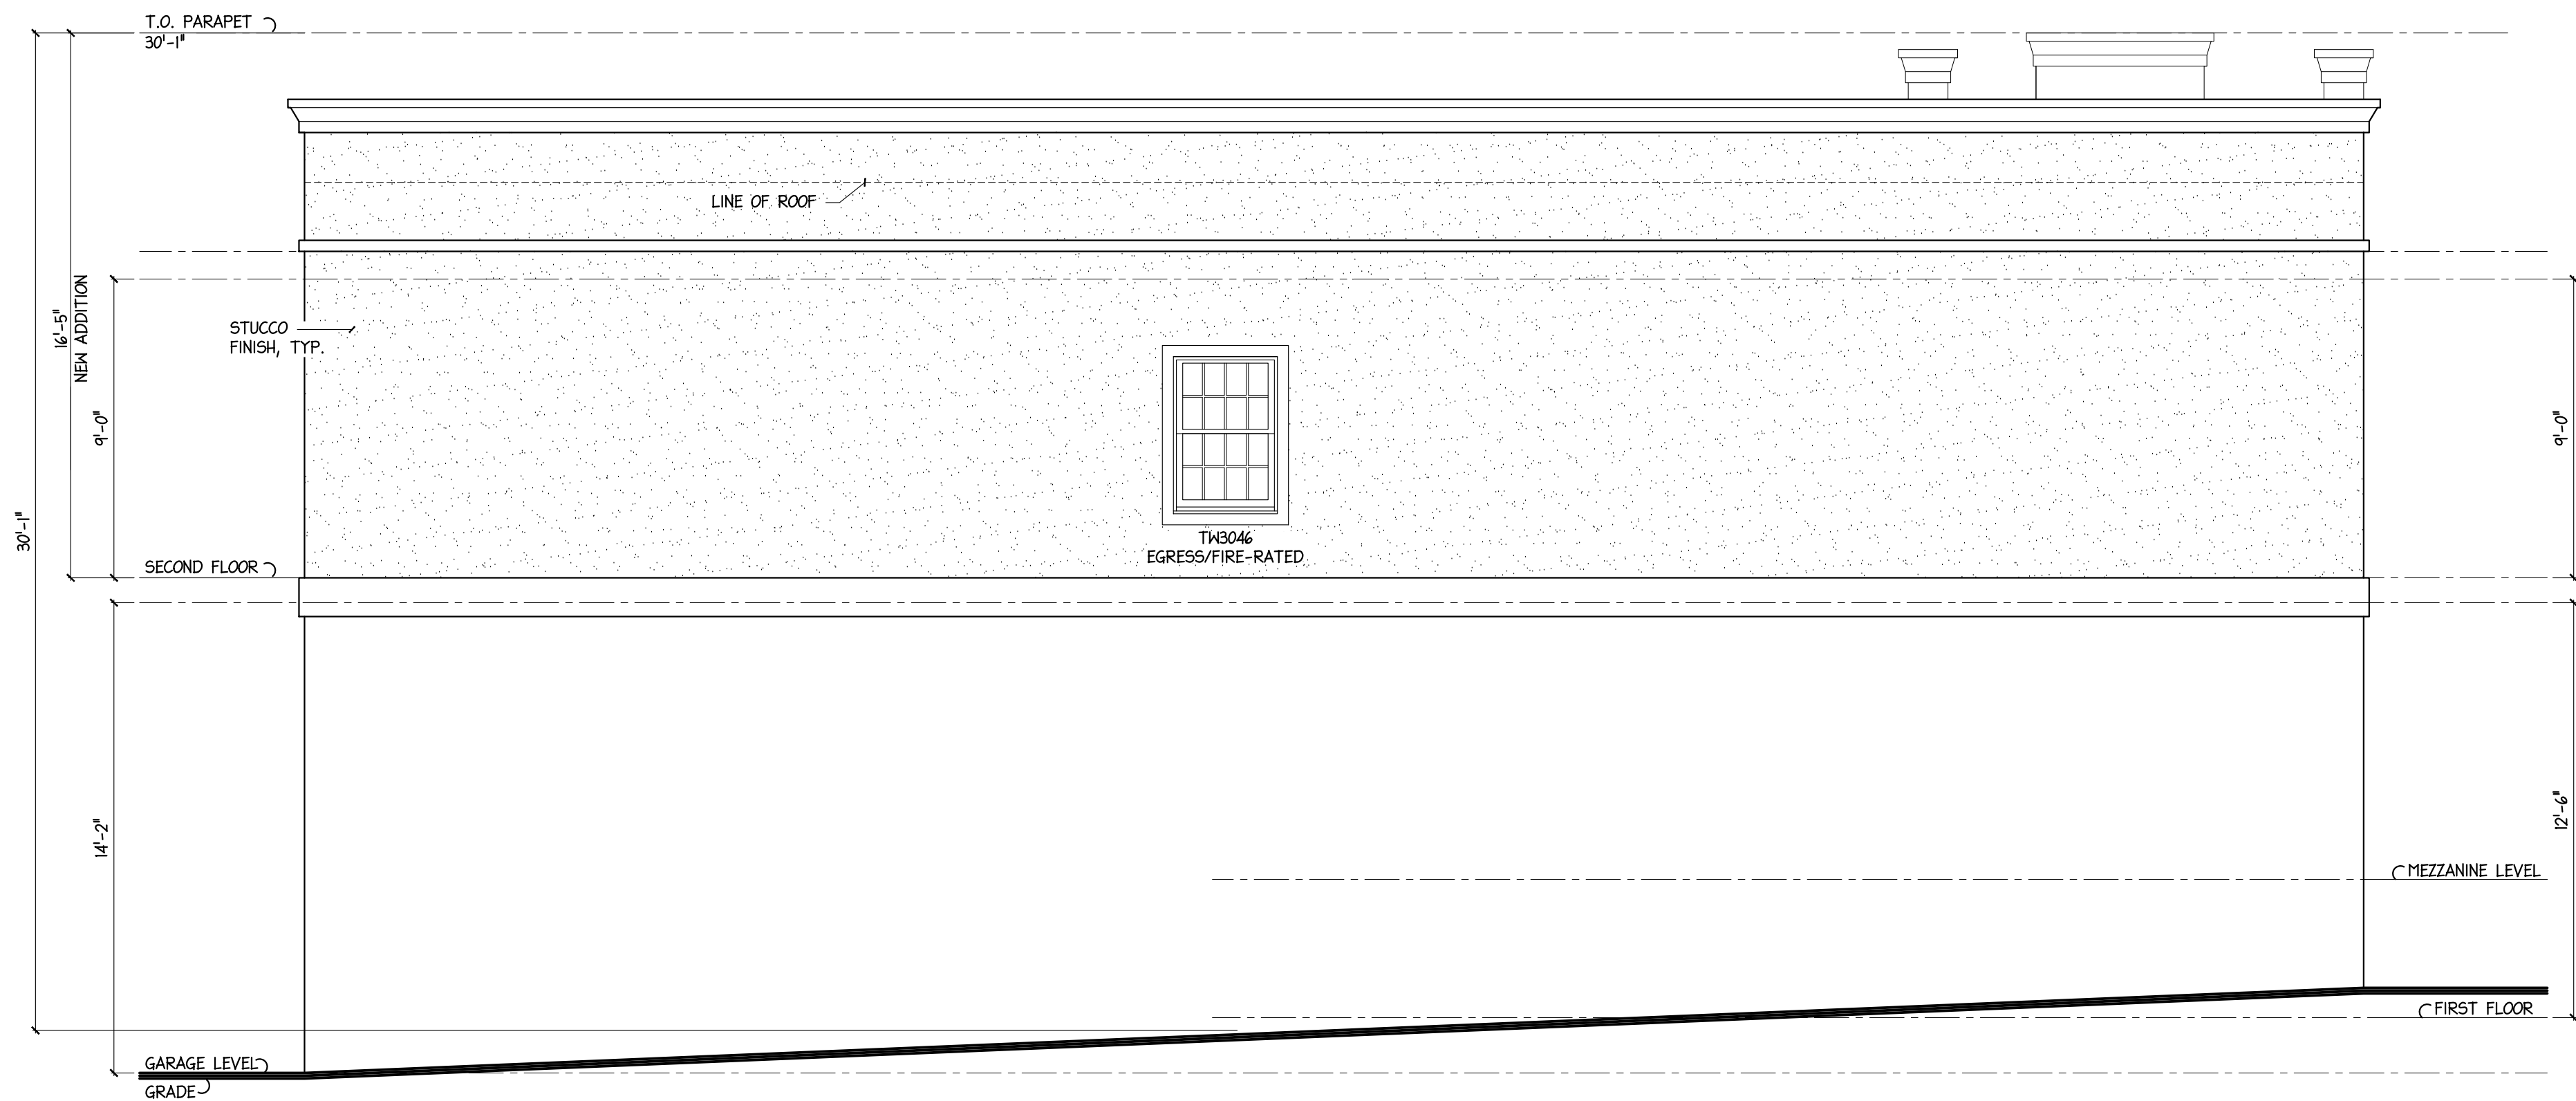 T.O. PARAPET
30'-1"
LINE OF ROOF
16'-5"
NEW ADDITION
STUCCO
FINISH, TYP.
9'-0"
9'-0"
30'-1"
TW3046
EGRESS/FIRE-RATED
SECOND FLOOR
14'-2"
12'-6"
MEZZANINE LEVEL
FIRST FLOOR
GARAGE LEVEL
GRADE